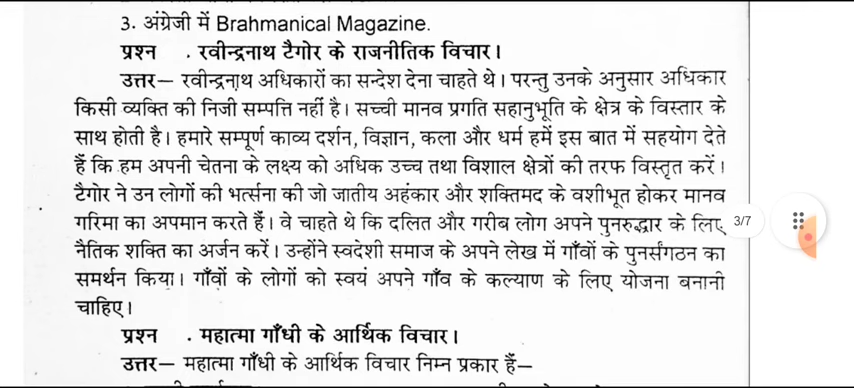 3. अंग्रेजी में Brahmanical Magazine.
प्रश्न . रवीन्द्रनाथ टैगोर के राजनीतिक विचार।
उत्तर— रवीन्द्रनाथ अधिकारों का सन्देश देना चाहते थे। परन्तु उनके अनुसार अधिकार
किसी व्यक्ति की निजी सम्पत्ति नहीं है। सच्ची मानव प्रगति सहानुभूति के क्षेत्र के विस्तार के
साथ होती है। हमारे सम्पूर्ण काव्य दर्शन, विज्ञान, कला और धर्म हमें इस बात में सहयोग देते
हैं कि हम अपनी चेतना के लक्ष्य को अधिक उच्च तथा विशाल क्षेत्रों की तरफ विस्तृत करें।
टैगोर ने उन लोगों की भर्त्सना की जो जातीय अहंकार और शक्तिमद के वशीभूत होकर मानव
गरिमा का अपमान करते हैं। वे चाहते थे कि दलित और गरीब लोग अपने पुनरुद्धार के लिए
3/7
नैतिक शक्ति का अर्जन करें। उन्होंने स्वदेशी समाज के अपने लेख में गाँवों के पुनर्संगठन का
समर्थन किया। गाँवों के लोगों को स्वयं अपने गाँव के कल्याण के लिए योजना बनानी
चाहिए।
प्रश्न . महात्मा गाँधी के आर्थिक विचार।
उत्तर— महात्मा गाँधी के आर्थिक विचार निम्न प्रकार हैं—